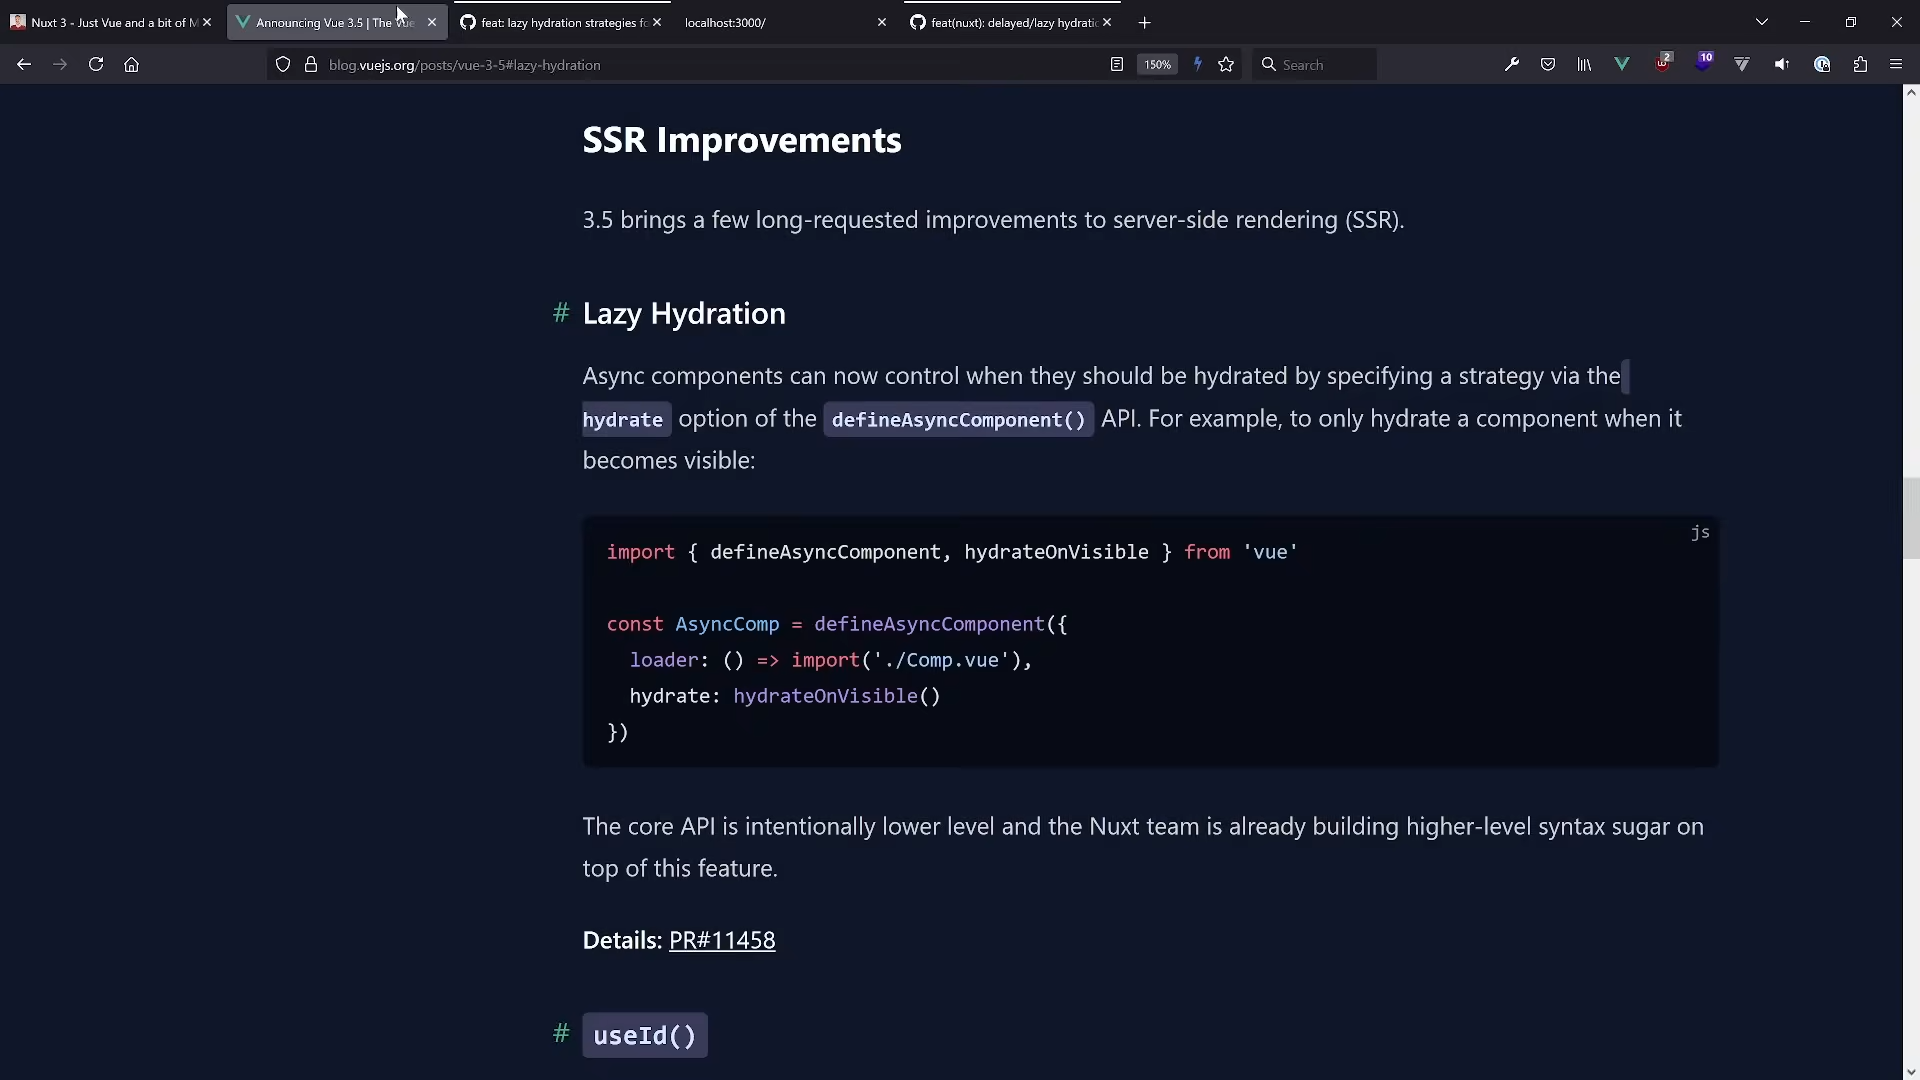 Nuxt 3 - Just Vue and a bit of M
Announcing Vue 3.5 | The Vue
feat: lazy hydration strategies fo
localhost:3000/
feat(nuxt): delayed/lazy hydratio
blog.vuejs.org/posts/vue-3-5#lazy-hydration
150%
Search
2
10
SSR Improvements
3.5 brings a few long-requested improvements to server-side rendering (SSR).
# Lazy Hydration
Async components can now control when they should be hydrated by specifying a strategy via the
hydrate option of the defineAsyncComponent() API. For example, to only hydrate a component when it
becomes visible:
js
import { defineAsyncComponent, hydrateOnVisible } from 'vue'
const AsyncComp = defineAsyncComponent({
loader: () => import('./Comp.vue'),
hydrate: hydrateOnVisible()
})
The core API is intentionally lower level and the Nuxt team is already building higher-level syntax sugar on
top of this feature.
Details: PR#11458
# useId()